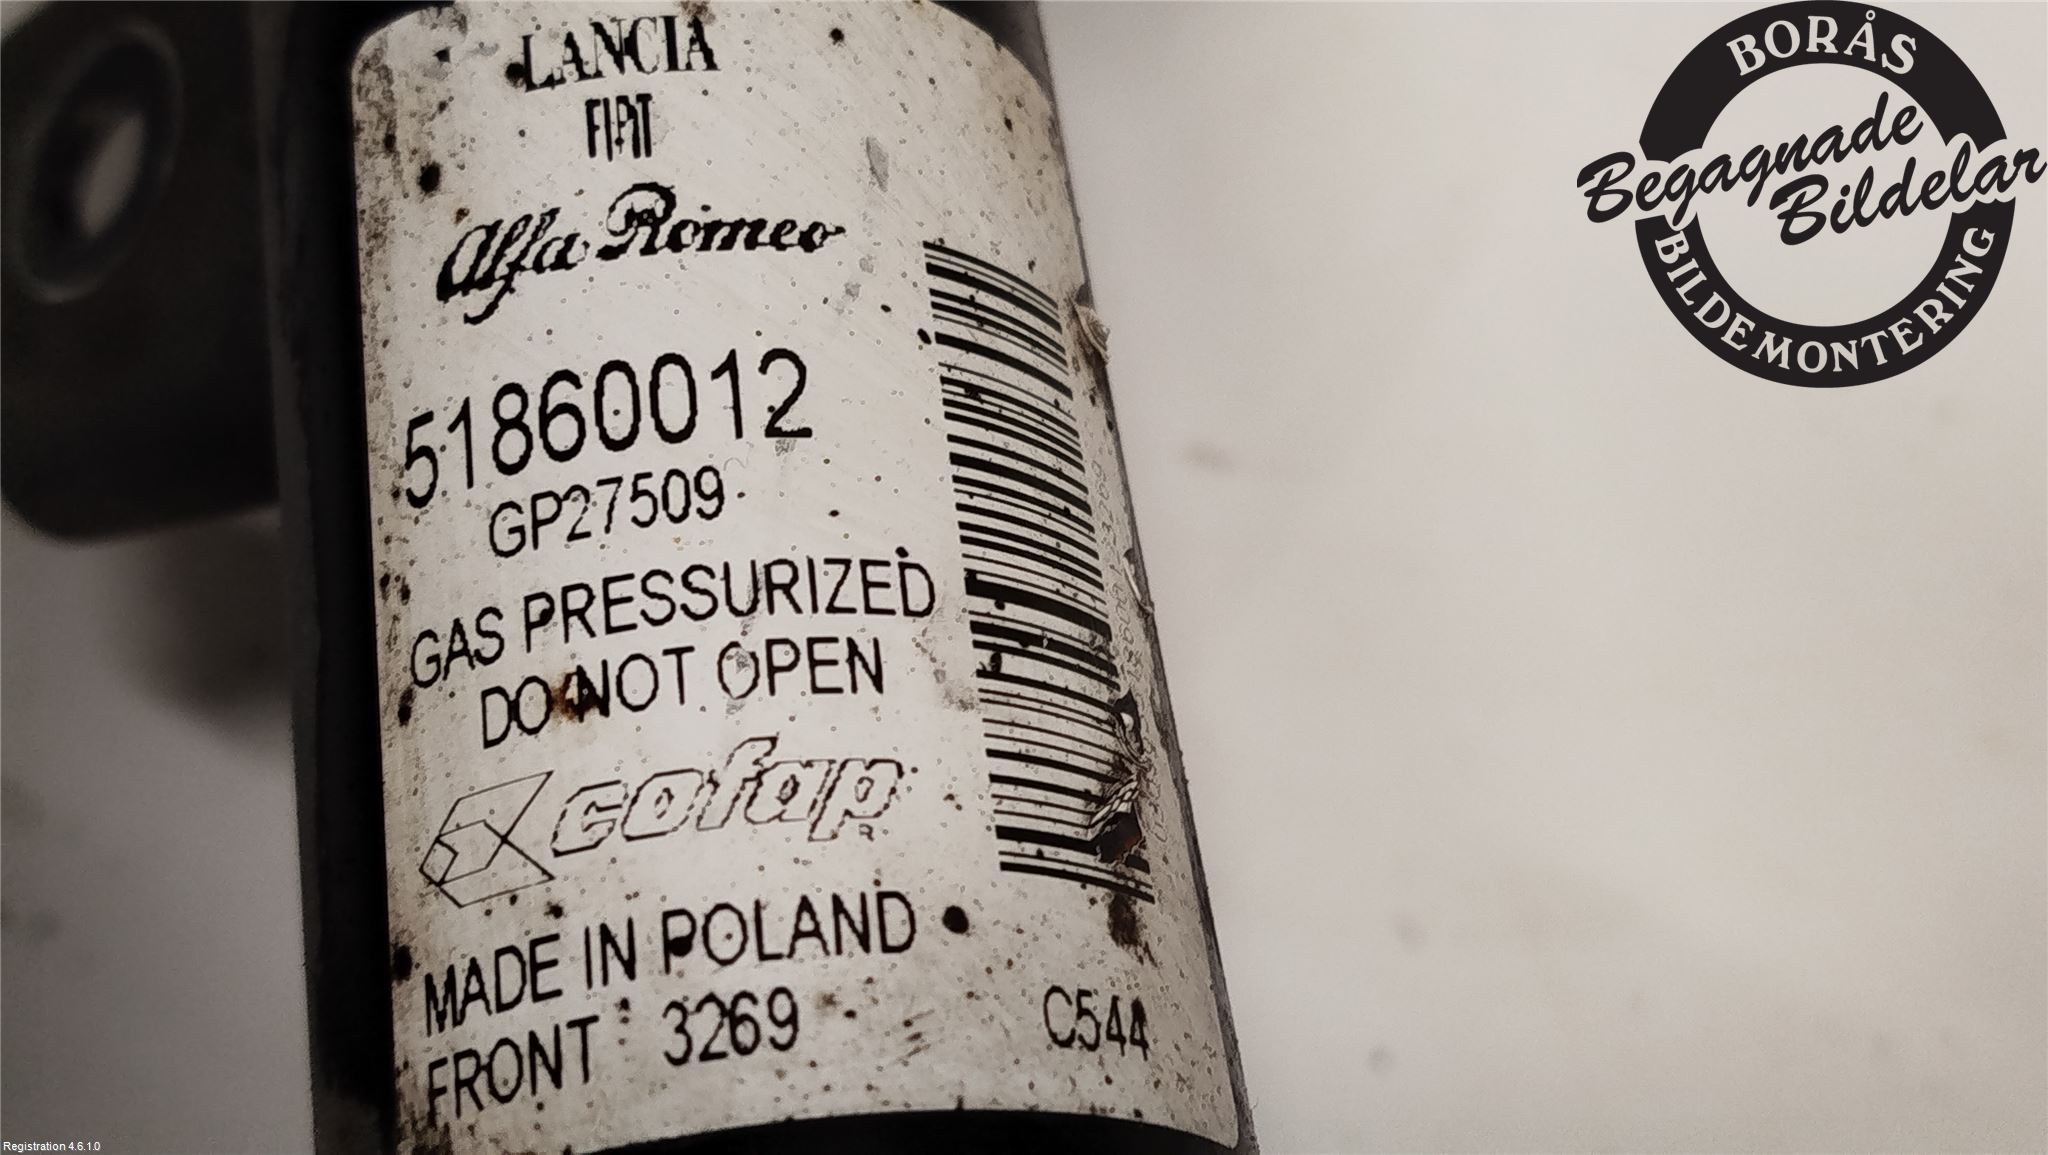 LANCIA
FIAT
Alfa Romeo
51860012
GP27509
GAS PRESSURIZED
DO NOT OPEN
cofap
MADE IN POLAND
FRONT 3269
C544
BORÅS
Begagnade
Bildelar
BILDEMONTERING
Registration 4.6.1.0